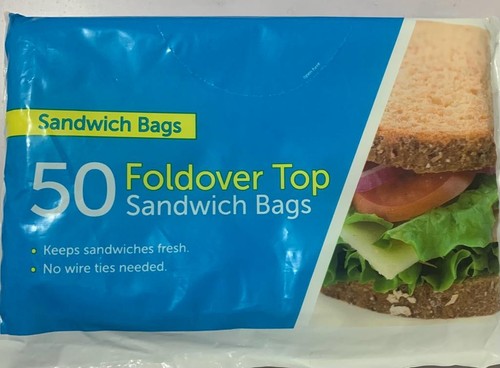 Sandwich Bags
50 Foldover Top
Sandwich Bags
• Keeps sandwiches fresh.
• No wire ties needed.